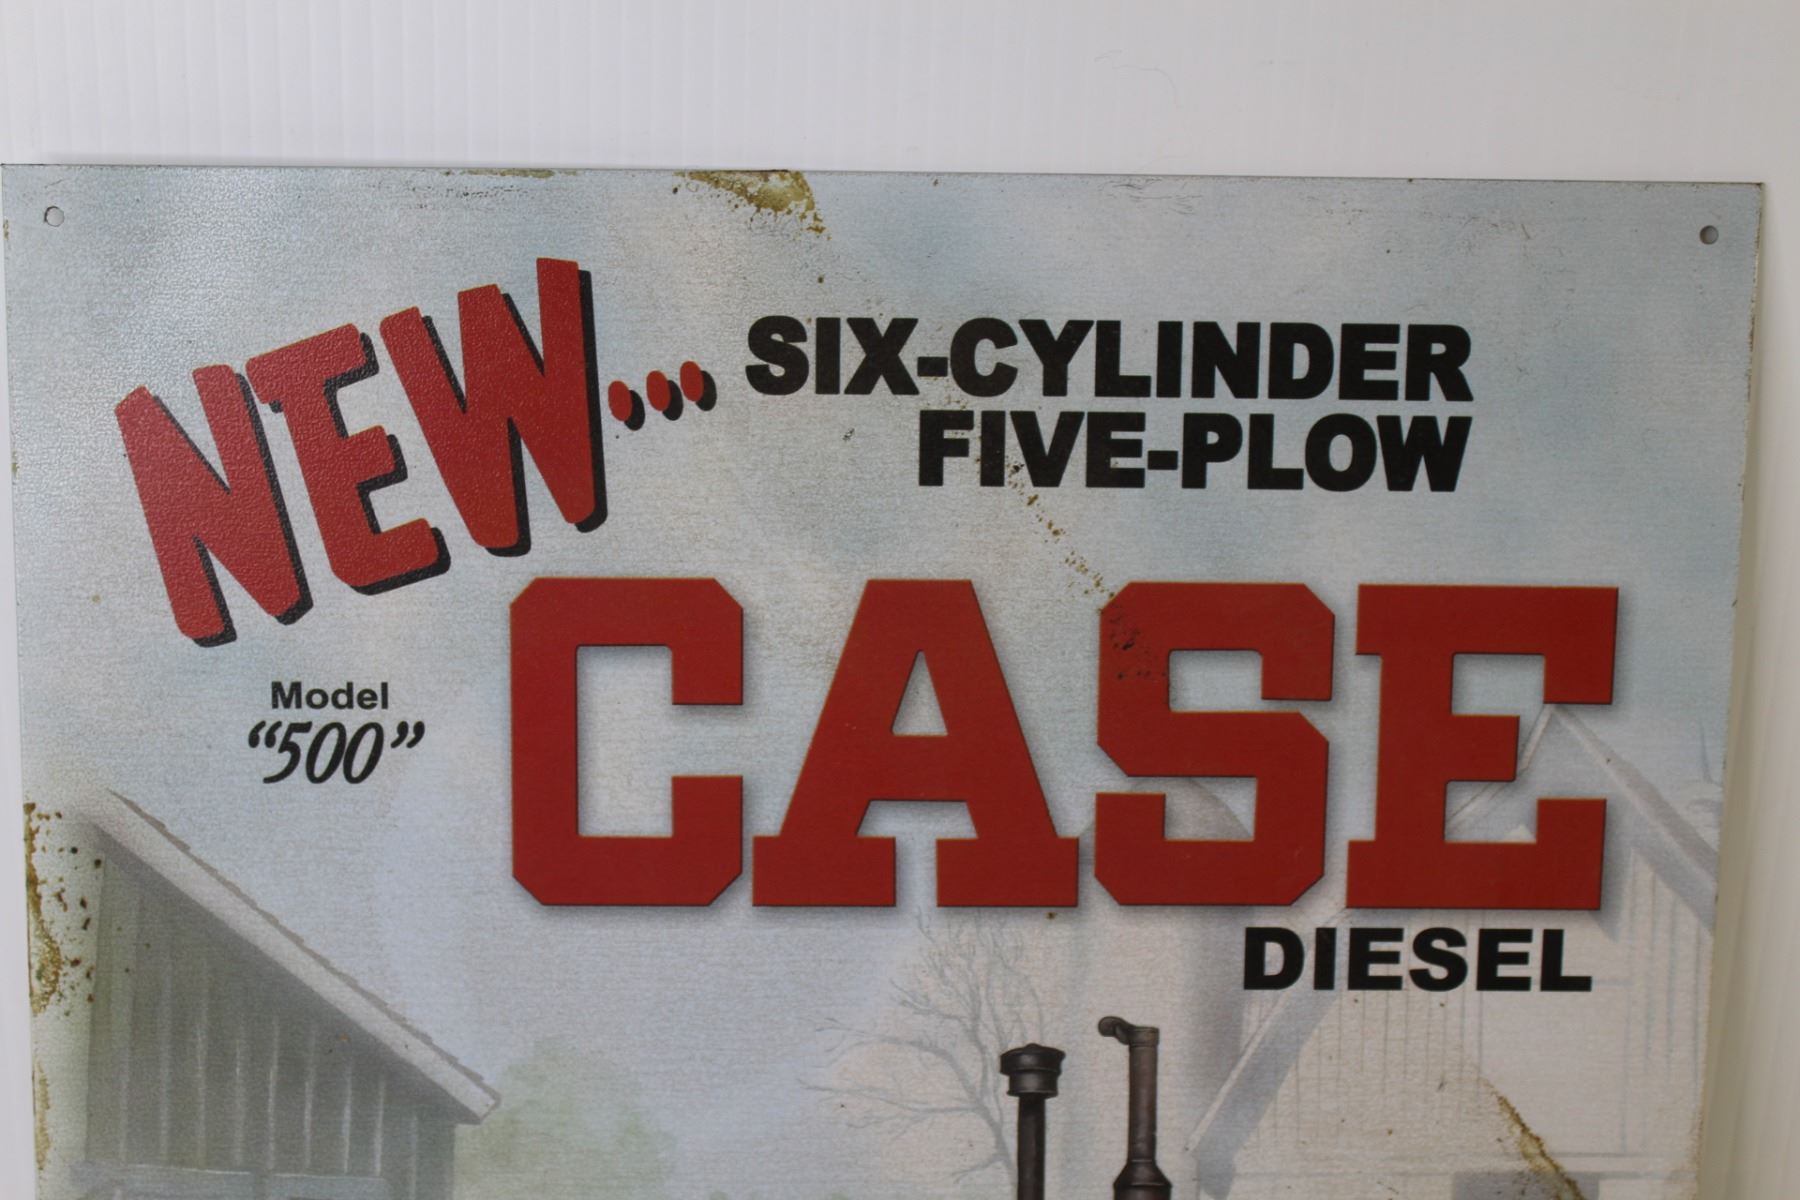 NEW... SIX-CYLINDER
FIVE-PLOW
Model
“500”
CASE
DIESEL